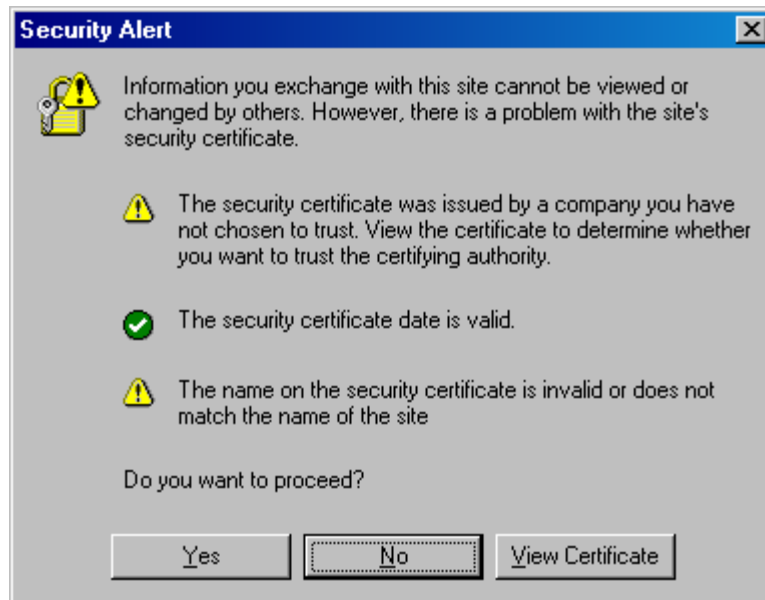 Security Alert
Information you exchange with this site cannot be viewed or
changed by others. However, there is a problem with the site's
security certificate.
The security certificate was issued by a company you have
not chosen to trust. View the certificate to determine whether
you want to trust the certifying authority.
The security certificate date is valid.
The name on the security certificate is invalid or does not
match the name of the site
Do you want to proceed?
Yes No View Certificate